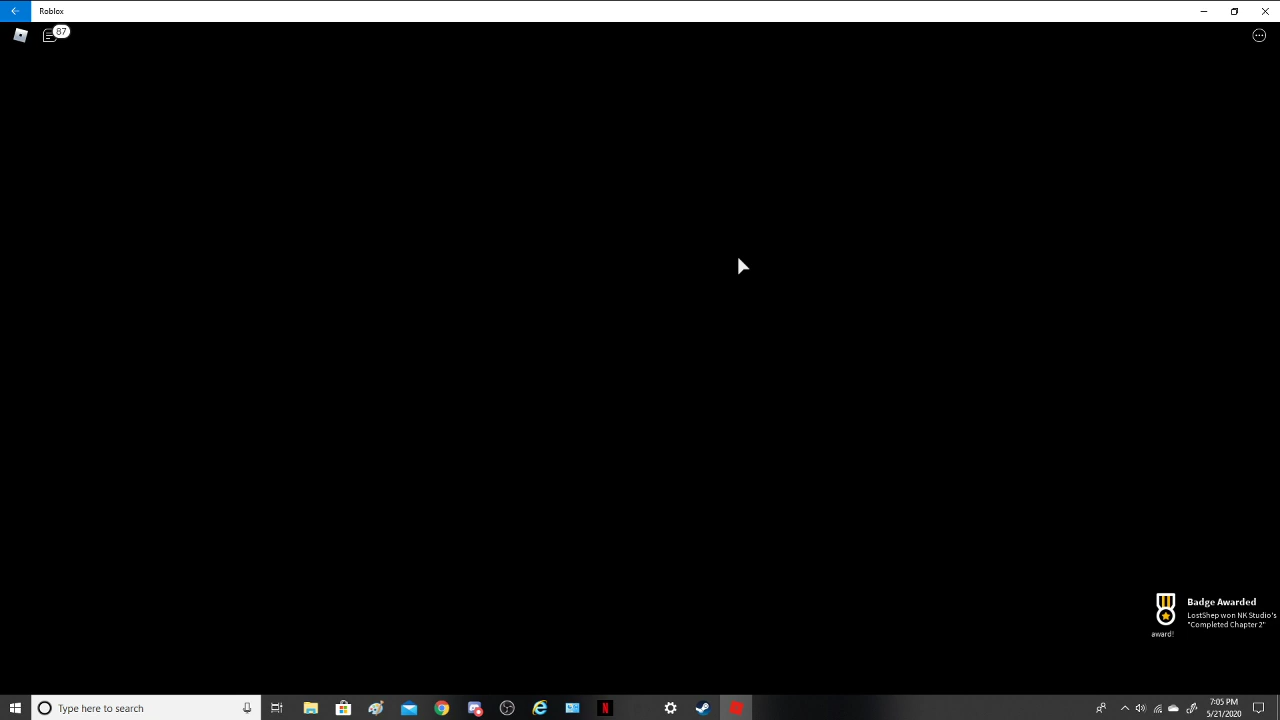 Roblox
87
Badge Awarded
LostShep won NK Studio's
"Completed Chapter 2"
award!
Type here to search
N
7:05 PM
5/21/2020